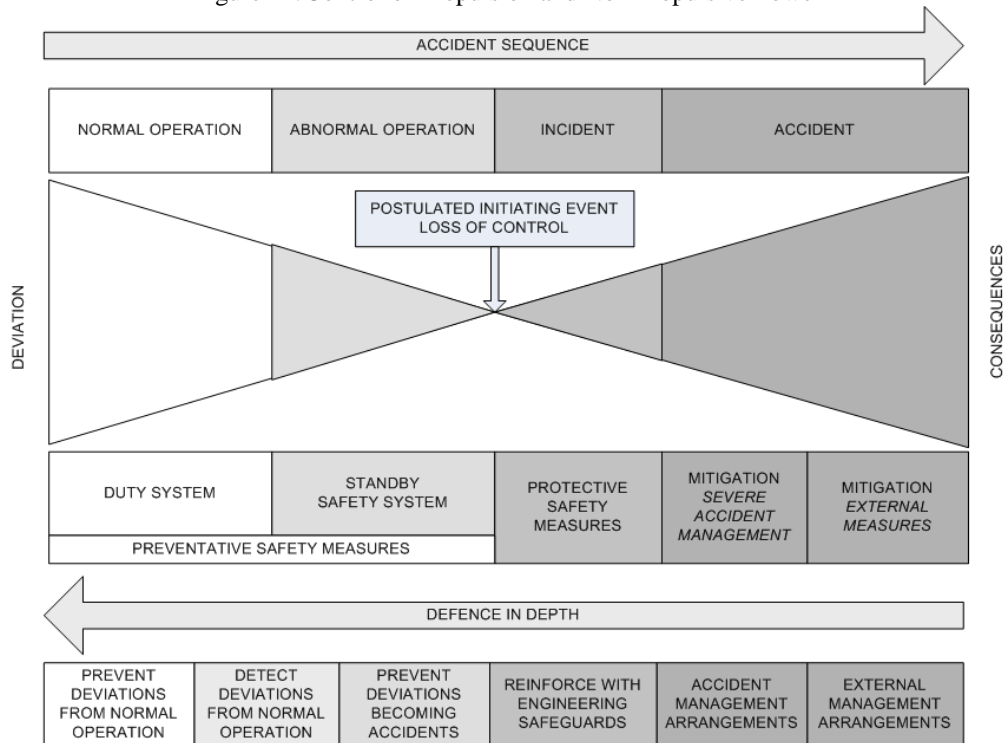 ACCIDENT SEQUENCE
NORMAL OPERATION
ABNORMAL OPERATION
INCIDENT
ACCIDENT
POSTULATED INITIATING EVENT
LOSS OF CONTROL
DEVIATION
CONSEQUENCES
DUTY SYSTEM
STANDBY
SAFETY SYSTEM
PREVENTATIVE SAFETY MEASURES
PROTECTIVE
SAFETY
MEASURES
MITIGATION
SEVERE
ACCIDENT
MANAGEMENT
MITIGATION
EXTERNAL
MEASURES
DEFENCE IN DEPTH
PREVENT
DEVIATIONS
FROM NORMAL
OPERATION
DETECT
DEVIATIONS
FROM NORMAL
OPERATION
PREVENT
DEVIATIONS
BECOMING
ACCIDENTS
REINFORCE WITH
ENGINEERING
SAFEGUARDS
ACCIDENT
MANAGEMENT
ARRANGEMENTS
EXTERNAL
MANAGEMENT
ARRANGEMENTS